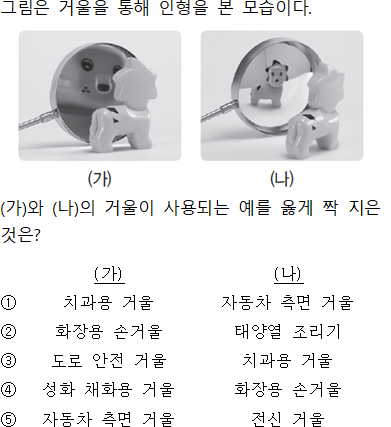 그림은 거울을 통해 인형을 본 모습이다.
(가) (나)
(가)와 (나)의 거울이 사용되는 예를 옳게 짝 지은
것은?
(가) (나)
① 치과용 거울 자동차 측면 거울
② 화장용 손거울 태양열 조리기
③ 도로 안전 거울 치과용 거울
④ 성화 채화용 거울 화장용 손거울
⑤ 자동차 측면 거울 전신 거울